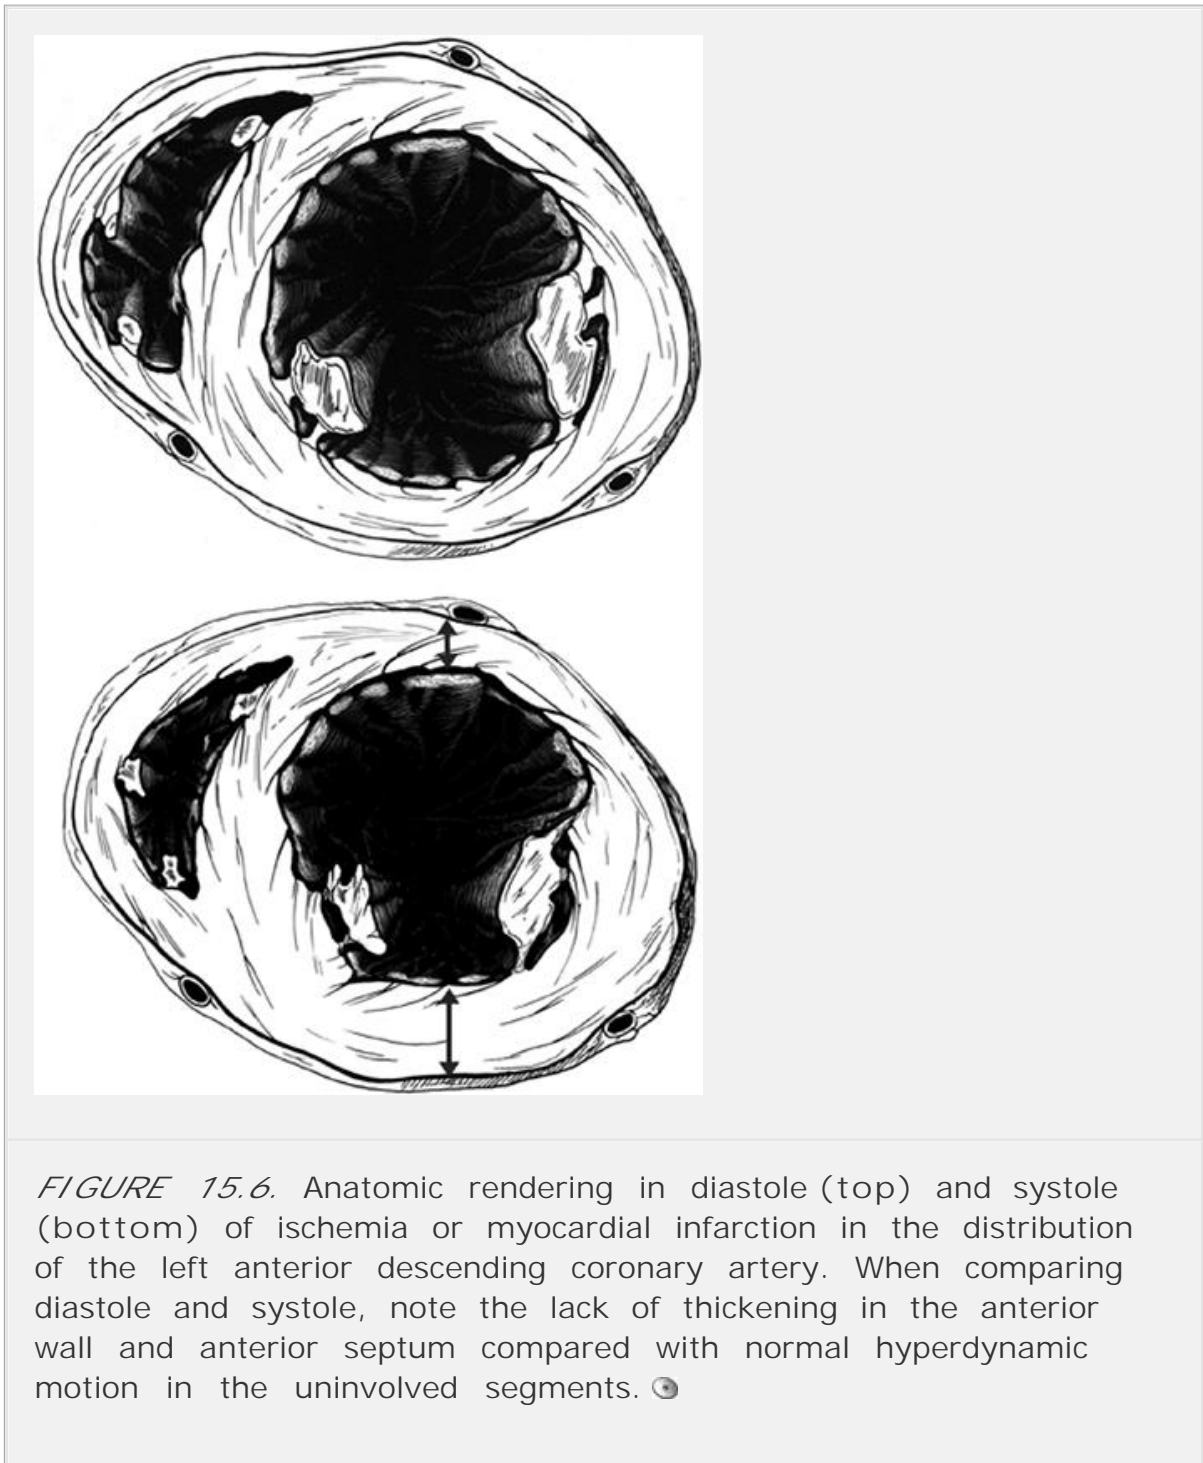 FIGURE 15.6. Anatomic rendering in diastole (top) and systole
(bottom) of ischemia or myocardial infarction in the distribution
of the left anterior descending coronary artery. When comparing
diastole and systole, note the lack of thickening in the anterior
wall and anterior septum compared with normal hyperdynamic
motion in the uninvolved segments.